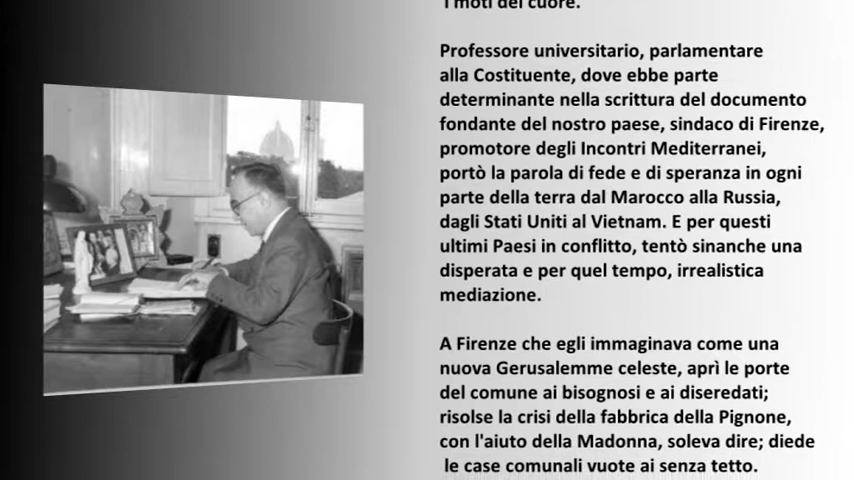 i moti del cuore.
Professore universitario, parlamentare
alla Costituente, dove ebbe parte
determinante nella scrittura del documento
fondante del nostro paese, sindaco di Firenze,
promotore degli Incontri Mediterranei,
portò la parola di fede e di speranza in ogni
parte della terra dal Marocco alla Russia,
dagli Stati Uniti al Vietnam. E per questi
ultimi Paesi in conflitto, tentò sinanche una
disperata e per quel tempo, irrealistica
mediazione.
A Firenze che egli immaginava come una
nuova Gerusalemme celeste, aprì le porte
del comune ai bisognosi e ai diseredati;
risolse la crisi della fabbrica della Pignone,
con l'aiuto della Madonna, soleva dire; diede
le case comunali vuote ai senza tetto.